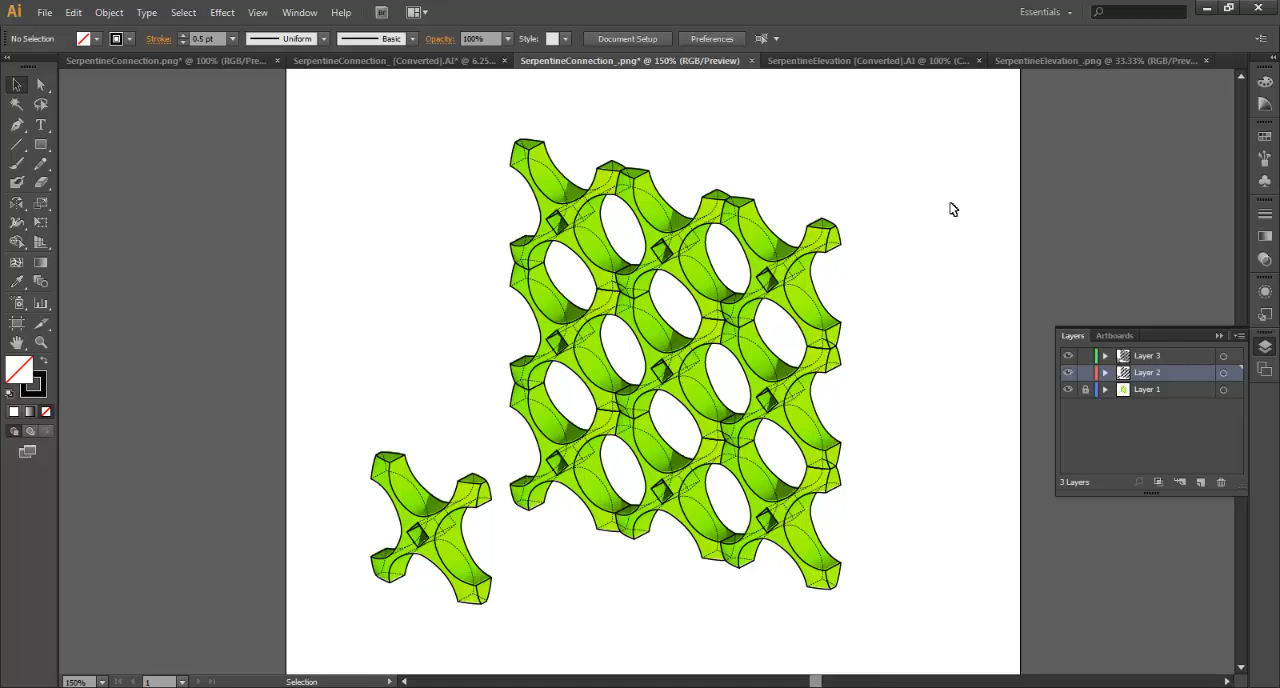 Ai File Edit Object Type Select Effect View Window Help Br Essentials
No Selection Stroke: 0.5 pt Uniform Basic Opacity: 100% Style: Document Setup Preferences
SerpentineConnection.png* @ 100% (RGB/Pre... × SerpentineConnection_ [Converted].AI* @ 6.25... × SerpentineConnection_.png* @ 150% (RGB/Preview) × SerpentineElevation [Converted].AI @ 100% (C... × SerpentineElevation_.png @ 33.33% (RGB/Prev... ×
Layers Artboards
Layer 3
Layer 2
Layer 1
3 Layers
150% 1 Selection